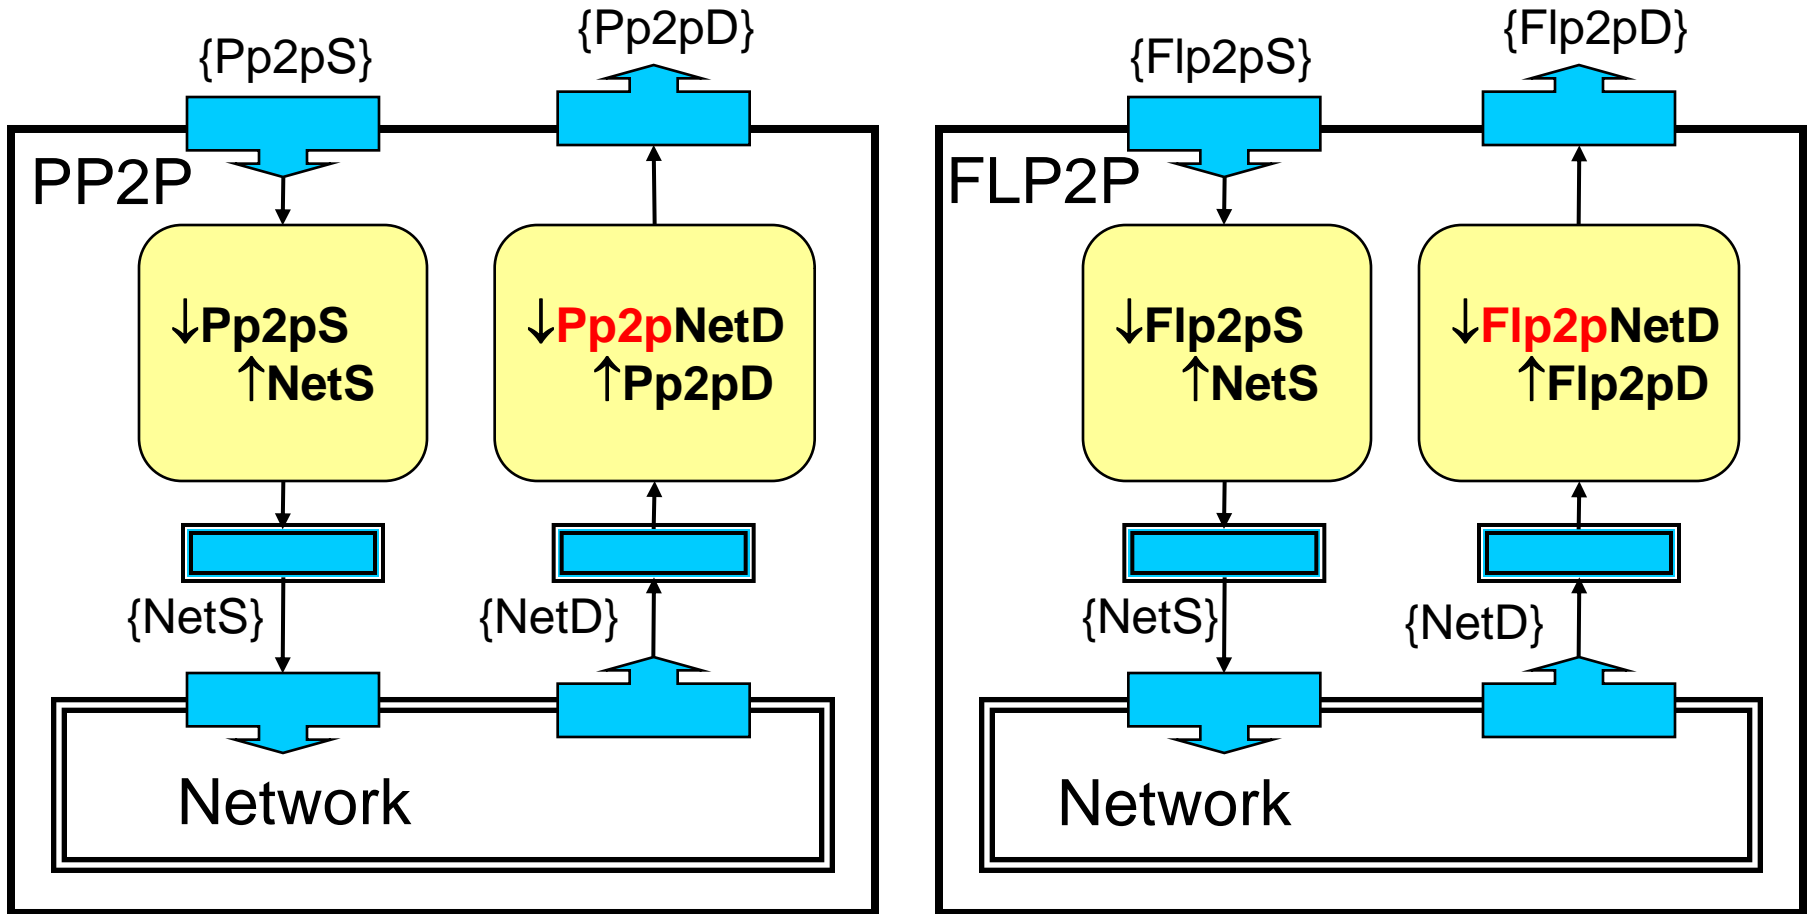 {Pp2pS}
{Pp2pD}
PP2P
↓Pp2pS
↑NetS
↓Pp2pNetD
↑Pp2pD
{NetS}
{NetD}
Network
{Flp2pS}
{Flp2pD}
FLP2P
↓Flp2pS
↑NetS
↓Flp2pNetD
↑Flp2pD
{NetS}
{NetD}
Network